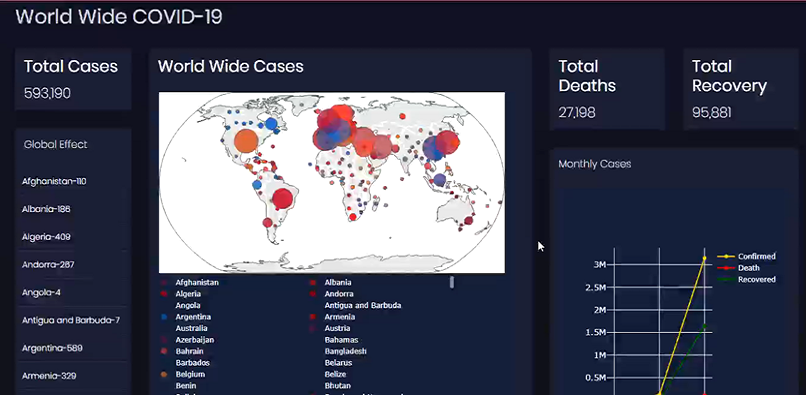 World Wide COVID-19
Total Cases
593,190
Global Effect
Afghanistan-110
Albania-186
Algeria-409
Andorra-267
Angola-4
Antigua and Barbuda-7
Argentina-589
Armenia-329
World Wide Cases
Afghanistan
Albania
Algeria
Andorra
Angola
Antigua and Barbuda
Argentina
Armenia
Australia
Austria
Azerbaijan
Bahamas
Bahrain
Bangladesh
Barbados
Belarus
Belgium
Belize
Benin
Bhutan
Total
Deaths
27,198
Total
Recovery
95,881
Monthly Cases
3M
2.5M
2M
1.5M
1M
0.5M
Confirmed
Death
Recovered